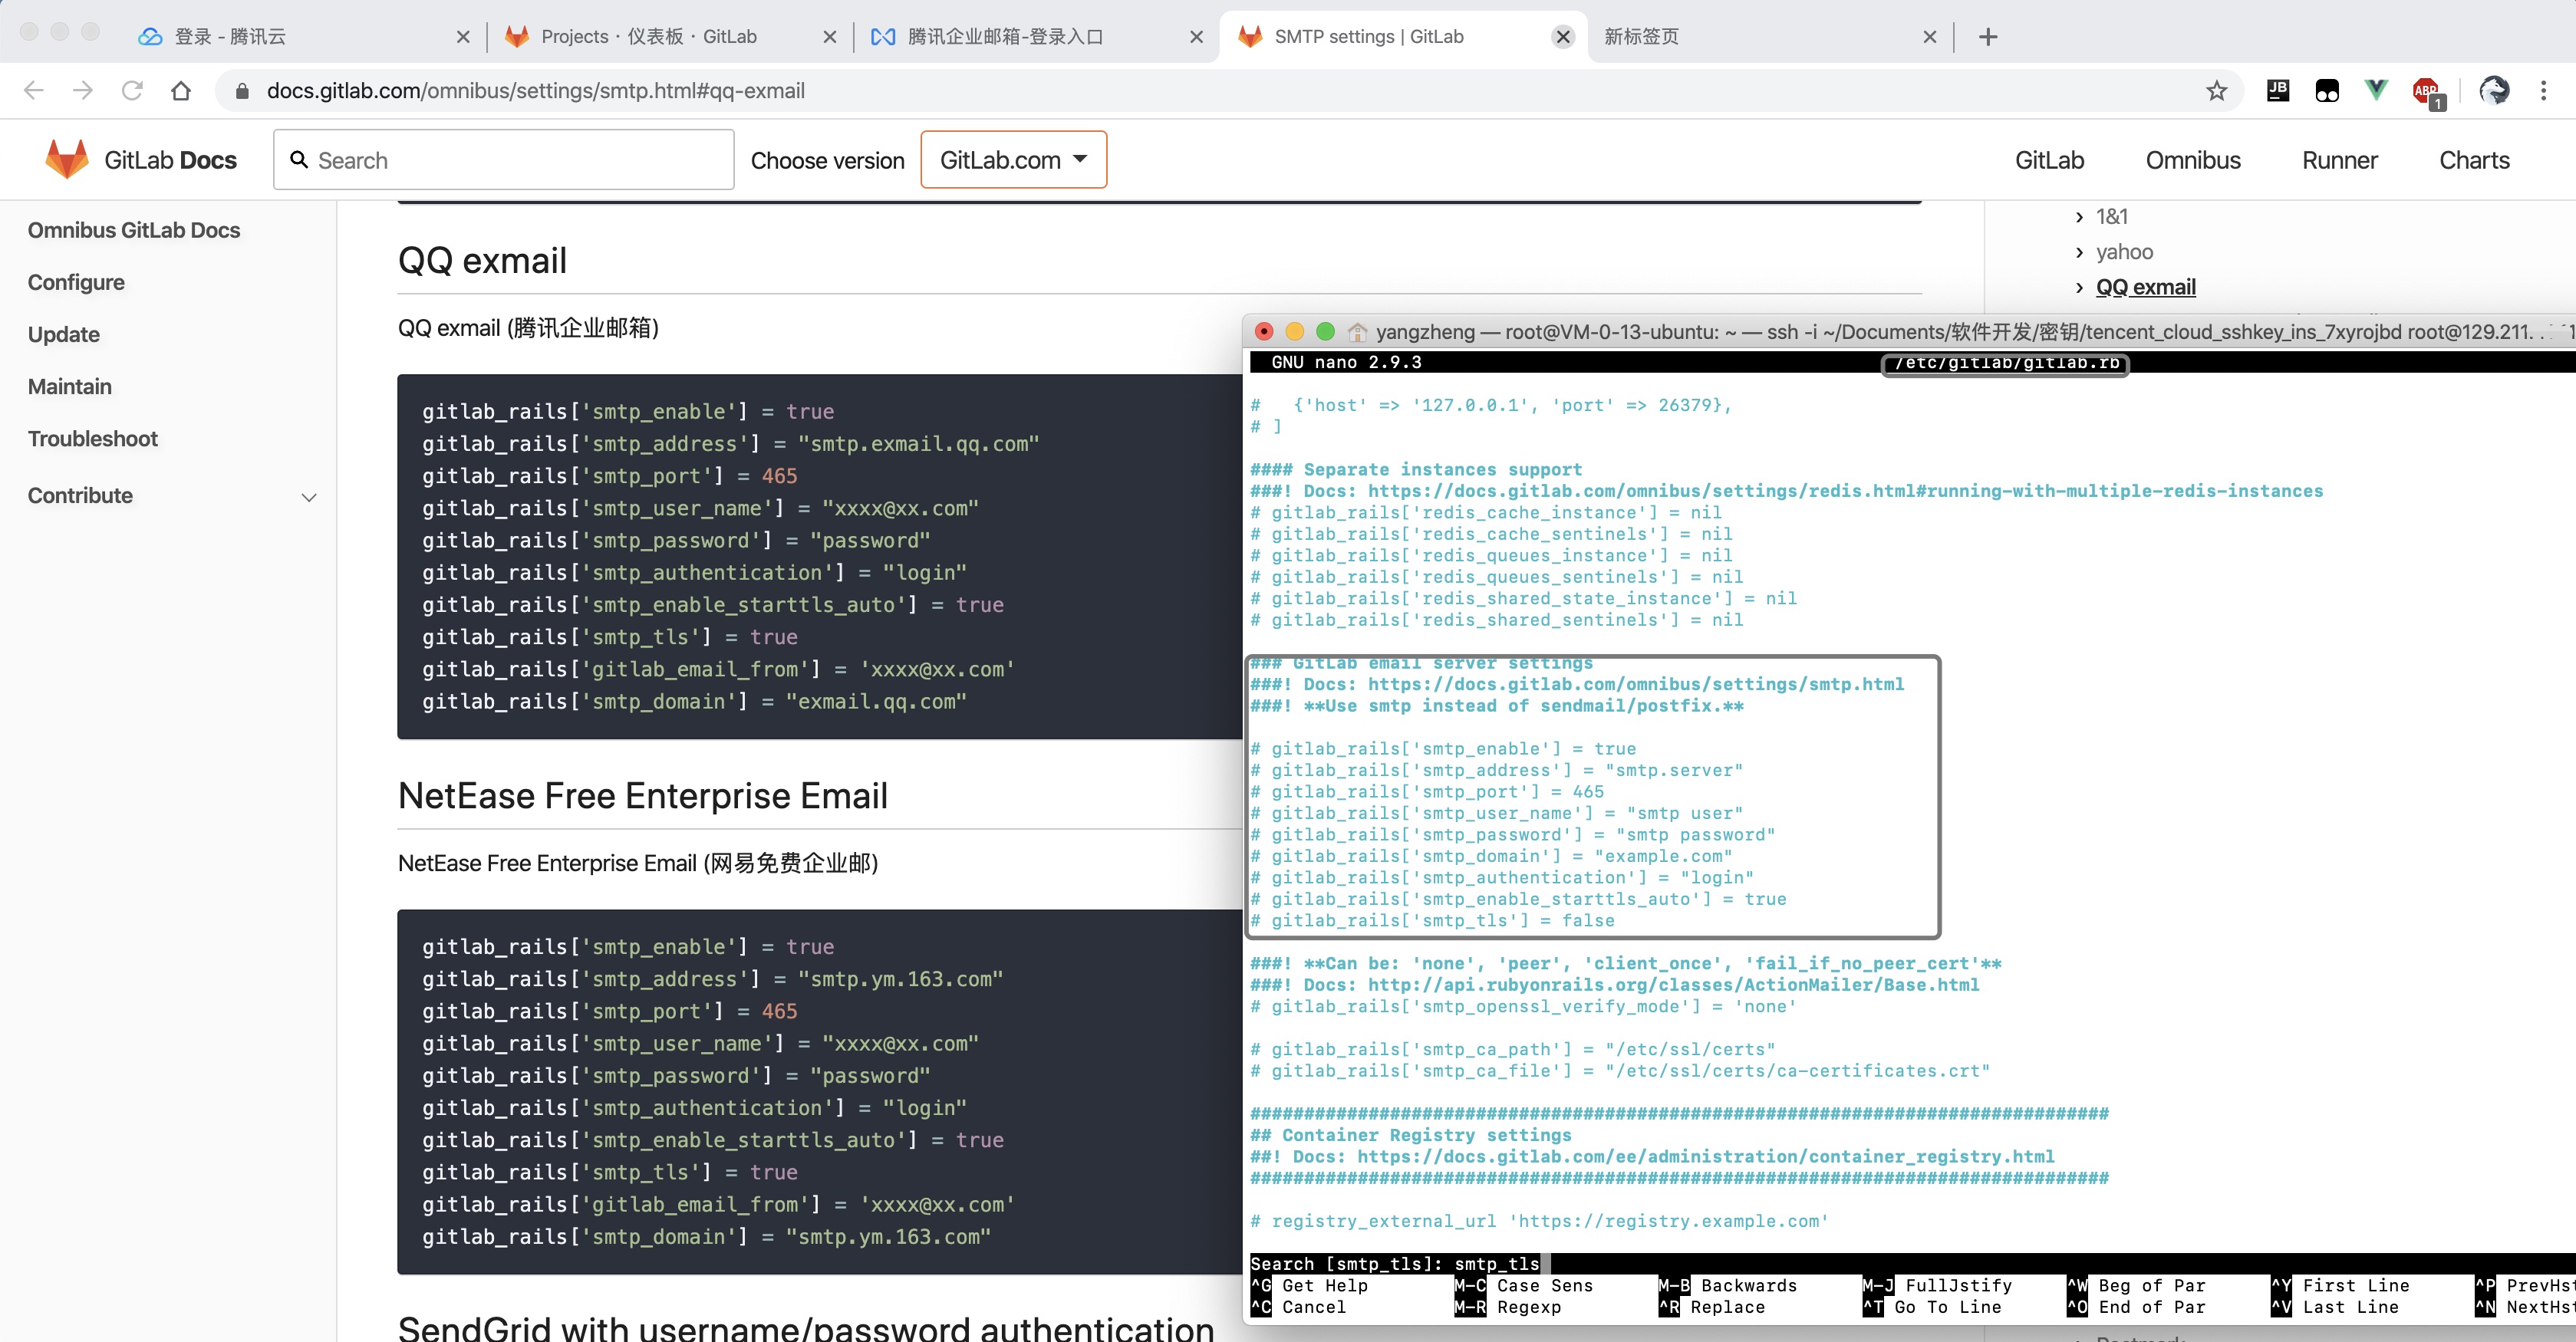 登录 - 腾讯云
Projects · 仪表板 · GitLab
腾讯企业邮箱-登录入口
SMTP settings | GitLab
新标签页
docs.gitlab.com/omnibus/settings/smtp.html#qq-exmail
JB
ABP
1
GitLab Docs
Search
Choose version
GitLab.com
GitLab
Omnibus
Runner
Charts
Omnibus GitLab Docs
Configure
Update
Maintain
Troubleshoot
Contribute
QQ exmail
QQ exmail (腾讯企业邮箱)
gitlab_rails['smtp_enable'] = true
gitlab_rails['smtp_address'] = "smtp.exmail.qq.com"
gitlab_rails['smtp_port'] = 465
gitlab_rails['smtp_user_name'] = "xxxx@xx.com"
gitlab_rails['smtp_password'] = "password"
gitlab_rails['smtp_authentication'] = "login"
gitlab_rails['smtp_enable_starttls_auto'] = true
gitlab_rails['smtp_tls'] = true
gitlab_rails['gitlab_email_from'] = 'xxxx@xx.com'
gitlab_rails['smtp_domain'] = "exmail.qq.com"
NetEase Free Enterprise Email
NetEase Free Enterprise Email (网易免费企业邮)
gitlab_rails['smtp_enable'] = true
gitlab_rails['smtp_address'] = "smtp.ym.163.com"
gitlab_rails['smtp_port'] = 465
gitlab_rails['smtp_user_name'] = "xxxx@xx.com"
gitlab_rails['smtp_password'] = "password"
gitlab_rails['smtp_authentication'] = "login"
gitlab_rails['smtp_enable_starttls_auto'] = true
gitlab_rails['smtp_tls'] = true
gitlab_rails['gitlab_email_from'] = 'xxxx@xx.com'
gitlab_rails['smtp_domain'] = "smtp.ym.163.com"
SendGrid with username/password authentication
1&1
yahoo
QQ exmail
yangzheng — root@VM-0-13-ubuntu: ~ — ssh -i ~/Documents/软件开发/密钥/tencent_cloud_sshkey_ins_7xyrojbd root@129.211.
GNU nano 2.9.3
/etc/gitlab/gitlab.rb
#   {'host' => '127.0.0.1', 'port' => 26379},
# ]
#### Separate instances support
###! Docs: https://docs.gitlab.com/omnibus/settings/redis.html#running-with-multiple-redis-instances
# gitlab_rails['redis_cache_instance'] = nil
# gitlab_rails['redis_cache_sentinels'] = nil
# gitlab_rails['redis_queues_instance'] = nil
# gitlab_rails['redis_queues_sentinels'] = nil
# gitlab_rails['redis_shared_state_instance'] = nil
# gitlab_rails['redis_shared_sentinels'] = nil
### GitLab email server settings
###! Docs: https://docs.gitlab.com/omnibus/settings/smtp.html
###! **Use smtp instead of sendmail/postfix.**
# gitlab_rails['smtp_enable'] = true
# gitlab_rails['smtp_address'] = "smtp.server"
# gitlab_rails['smtp_port'] = 465
# gitlab_rails['smtp_user_name'] = "smtp user"
# gitlab_rails['smtp_password'] = "smtp password"
# gitlab_rails['smtp_domain'] = "example.com"
# gitlab_rails['smtp_authentication'] = "login"
# gitlab_rails['smtp_enable_starttls_auto'] = true
# gitlab_rails['smtp_tls'] = false
###! **Can be: 'none', 'peer', 'client_once', 'fail_if_no_peer_cert'**
###! Docs: http://api.rubyonrails.org/classes/ActionMailer/Base.html
# gitlab_rails['smtp_openssl_verify_mode'] = 'none'
# gitlab_rails['smtp_ca_path'] = "/etc/ssl/certs"
# gitlab_rails['smtp_ca_file'] = "/etc/ssl/certs/ca-certificates.crt"
################################################################################
## Container Registry settings
##! Docs: https://docs.gitlab.com/ee/administration/container_registry.html
################################################################################
# registry_external_url 'https://registry.example.com'
Search [smtp_tls]: smtp_tls
^G Get Help M-C Case Sens M-B Backwards M-J FullJstify ^W Beg of Par ^Y First Line ^P PrevHst
^C Cancel M-R Regexp ^R Replace ^T Go To Line ^O End of Par ^V Last Line ^N NextHst